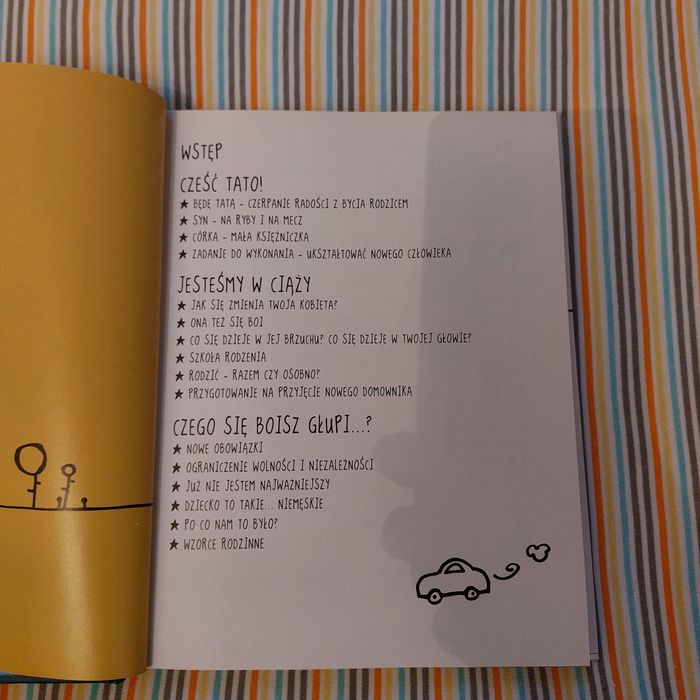 WSTĘP
CZEŚĆ TATO!
★ BĘDĘ TATĄ - CZERPANIE RADOŚCI Z BYCIA RODZICEM
★ SYN - NA RYBY I NA MECZ
★ CÓRKA - MAŁA KSIĘŻNICZKA
★ ZADANIE DO WYKONANIA - UKSZTAŁTOWAĆ NOWEGO CZŁOWIEKA
JESTEŚMY W CIĄŻY
★ JAK SIĘ ZMIENIA TWOJA KOBIETA?
★ ONA TEŻ SIĘ BOI
★ CO SIĘ DZIEJE W JEJ BRZUCHU? CO SIĘ DZIEJE W TWOJEJ GŁOWIE?
★ SZKOŁA RODZENIA
★ RODZIĆ - RAZEM CZY OSOBNO?
★ PRZYGOTOWANIE NA PRZYJĘCIE NOWEGO DOMOWNIKA
CZEGO SIĘ BOISZ GŁUPI...?
★ NOWE OBOWIĄZKI
★ OGRANICZENIE WOLNOŚCI I NIEZALEŻNOŚCI
★ JUŻ NIE JESTEM NAJWAŻNIEJSZY
★ DZIECKO TO TAKIE... NIEMĘSKIE
★ PO CO NAM TO BYŁO?
★ WZORCE RODZINNE